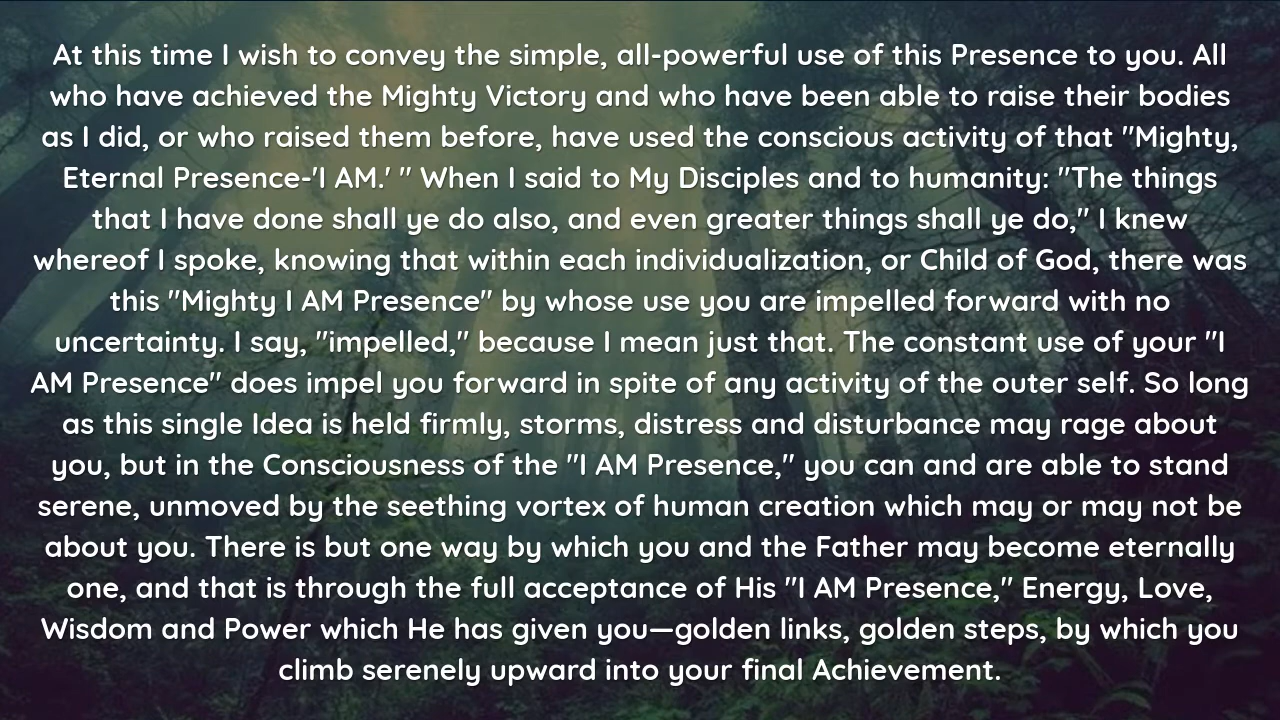 At this time I wish to convey the simple, all-powerful use of this Presence to you. All
who have achieved the Mighty Victory and who have been able to raise their bodies
as I did, or who raised them before, have used the conscious activity of that "Mighty,
Eternal Presence-'I AM.' " When I said to My Disciples and to humanity: "The things
that I have done shall ye do also, and even greater things shall ye do," I knew
whereof I spoke, knowing that within each individualization, or Child of God, there was
this "Mighty I AM Presence" by whose use you are impelled forward with no
uncertainty. I say, "impelled," because I mean just that. The constant use of your "I
AM Presence" does impel you forward in spite of any activity of the outer self. So long
as this single Idea is held firmly, storms, distress and disturbance may rage about
you, but in the Consciousness of the "I AM Presence," you can and are able to stand
serene, unmoved by the seething vortex of human creation which may or may not be
about you. There is but one way by which you and the Father may become eternally
one, and that is through the full acceptance of His "I AM Presence," Energy, Love,
Wisdom and Power which He has given you—golden links, golden steps, by which you
climb serenely upward into your final Achievement.